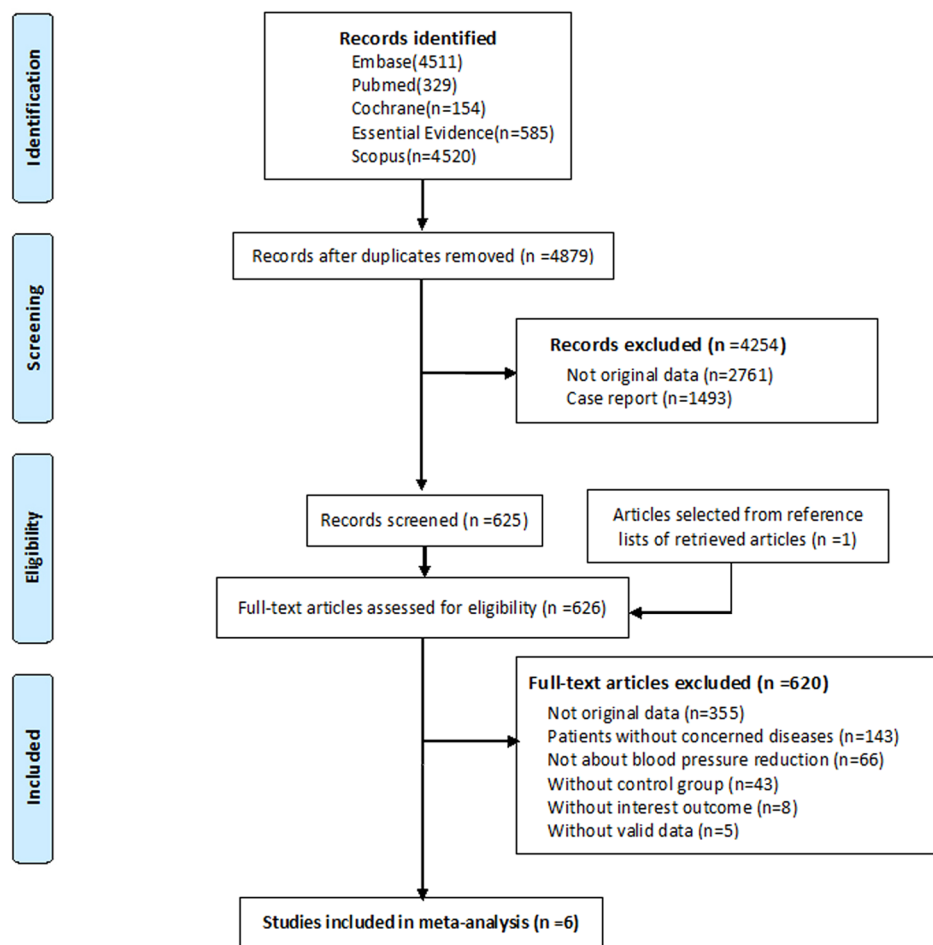 Identification
Records identified
Embase(4511)
Pubmed(329)
Cochrane(n=154)
Essential Evidence(n=585)
Scopus(n=4520)
Screening
Records after duplicates removed (n =4879)
Records excluded (n =4254)
Not original data (n=2761)
Case report (n=1493)
Eligibility
Records screened (n =625)
Articles selected from reference
lists of retrieved articles (n =1)
Full-text articles assessed for eligibility (n =626)
Included
Full-text articles excluded (n =620)
Not original data (n=355)
Patients without concerned diseases (n=143)
Not about blood pressure reduction (n=66)
Without control group (n=43)
Without interest outcome (n=8)
Without valid data (n=5)
Studies included in meta-analysis (n =6)